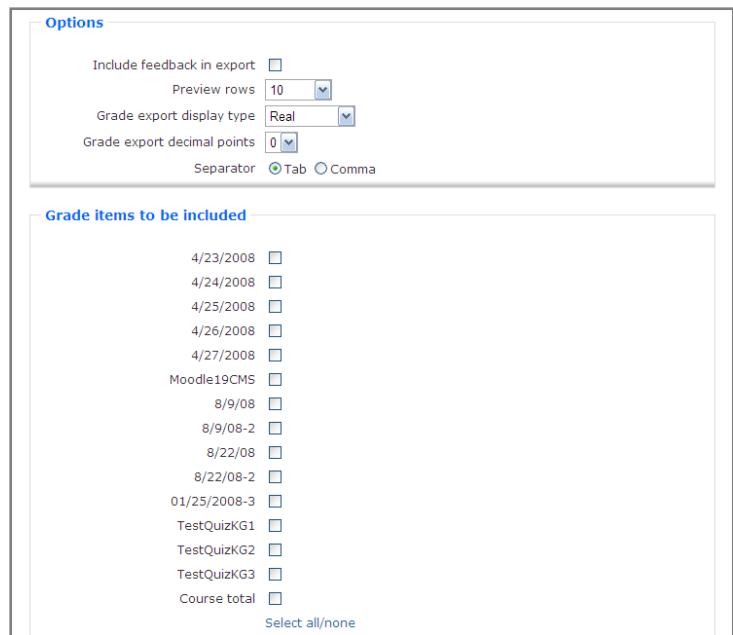 Options
Include feedback in export
Preview rows 10
Grade export display type Real
Grade export decimal points 0
Separator Tab Comma
Grade items to be included
4/23/2008
4/24/2008
4/25/2008
4/26/2008
4/27/2008
Moodle19CMS
8/9/08
8/9/08-2
8/22/08
8/22/08-2
01/25/2008-3
TestQuizKG1
TestQuizKG2
TestQuizKG3
Course total
Select all/none